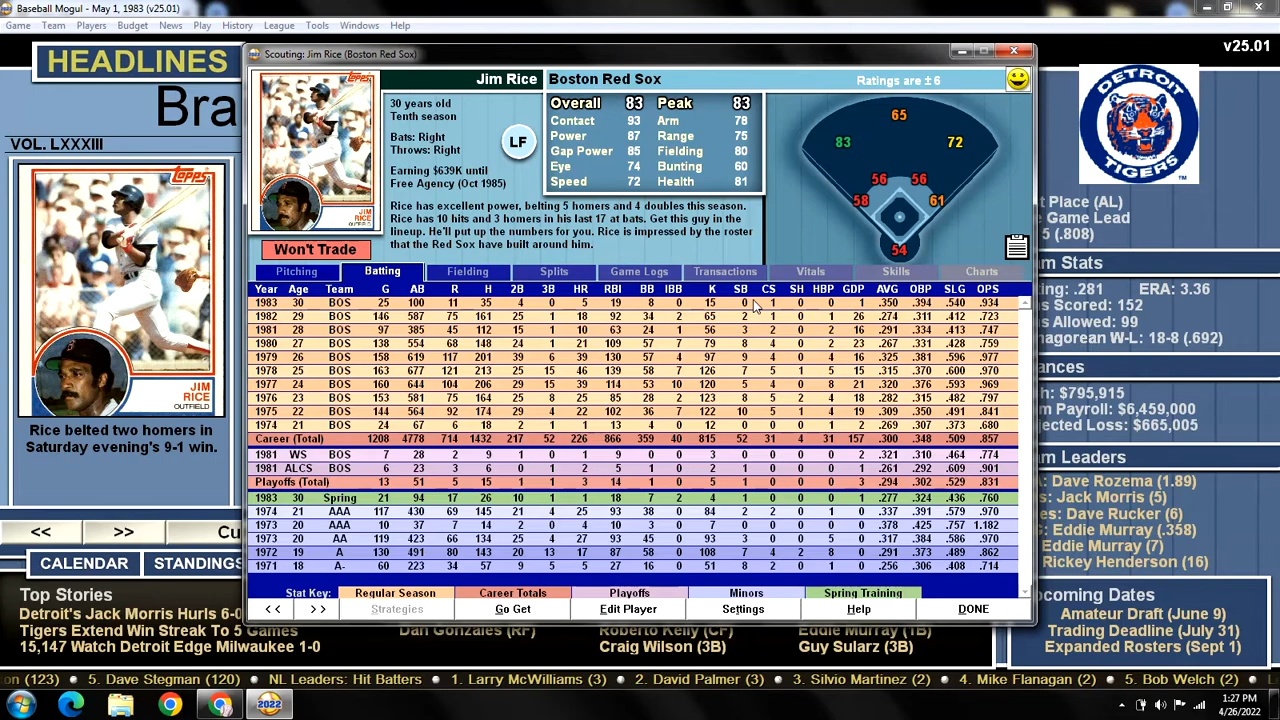 Baseball Mogul - May 1, 1983 (v25.01)
Game Team Players Budget News Play History League Tools Windows Help
v25.01
HEADLINES
Bra
VOL. LXXXIII
Topps
JIM RICE
OUTFIELD
Rice belted two homers in
Saturday evening's 9-1 win.
<< >> Cu
CALENDAR STANDINGS
Top Stories
Detroit's Jack Morris Hurls 6-0
Tigers Extend Win Streak To 5 Games
15,147 Watch Detroit Edge Milwaukee 1-0
Scouting: Jim Rice (Boston Red Sox)
Topps
JIM RICE
Jim Rice Boston Red Sox Ratings are ±6
30 years old
Tenth season
Bats: Right
Throws: Right
Earning $639K until
Free Agency (Oct 1985)
LF
Overall 83 Peak 83
Contact 93 Arm 78
Power 87 Range 75
Gap Power 85 Fielding 80
Eye 74 Bunting 60
Speed 72 Health 81
65
83 72
56 56
58 61
54
Rice has excellent power, belting 5 homers and 4 doubles this season.
Rice has 10 hits and 3 homers in his last 17 at bats. Get this guy in the
lineup. He'll put up the numbers for you. Rice is impressed by the roster
that the Red Sox have built around him.
Won't Trade
Pitching Batting Fielding Splits Game Logs Transactions Vitals Skills Charts
Year Age Team G AB R H 2B 3B HR RBI BB IBB K SB CS SH HBP GDP AVG OBP SLG OPS
1983 30 BOS 25 100 11 35 4 0 5 19 8 0 15 0 1 0 0 1 .350 .394 .540 .934
1982 29 BOS 146 587 75 161 25 1 18 92 34 2 65 2 1 0 1 26 .274 .311 .412 .723
1981 28 BOS 97 385 45 112 15 1 10 63 24 1 56 3 2 0 2 16 .291 .334 .413 .747
1980 27 BOS 138 554 68 148 24 1 21 109 57 7 79 8 4 0 2 23 .267 .331 .428 .759
1979 26 BOS 158 619 117 201 39 6 39 130 57 4 97 9 4 0 4 16 .325 .381 .596 .977
1978 25 BOS 163 677 121 213 25 15 46 139 58 7 126 7 5 1 5 15 .315 .370 .600 .970
1977 24 BOS 160 644 104 206 29 15 39 114 53 10 120 5 4 0 8 21 .320 .376 .593 .969
1976 23 BOS 153 581 75 164 25 8 25 85 28 2 123 8 5 2 4 18 .282 .315 .482 .797
1975 22 BOS 144 564 92 174 29 4 22 102 36 7 122 10 5 1 4 19 .309 .350 .491 .841
1974 21 BOS 24 67 6 18 2 1 1 13 4 0 12 0 0 0 1 2 .269 .307 .373 .680
Career (Total) 1208 4778 714 1432 217 52 226 866 359 40 815 52 31 4 31 157 .300 .348 .509 .857
1981 WS BOS 7 28 2 9 1 0 1 9 0 0 3 0 0 0 0 2 .321 .310 .464 .774
1981 ALCS BOS 6 23 3 6 0 1 2 5 1 0 2 1 0 0 0 1 .261 .292 .609 .901
Playoffs (Total) 13 51 5 15 1 1 3 14 1 0 5 1 0 0 0 3 .294 .302 .529 .831
1983 30 Spring 21 94 17 26 10 1 1 18 7 2 4 1 0 0 0 1 .277 .324 .436 .760
1974 21 AAA 117 430 69 145 21 4 25 93 38 0 84 2 2 0 0 0 .337 .391 .579 .970
1973 20 AAA 10 37 7 14 2 0 4 10 3 0 7 0 0 0 0 0 .378 .425 .757 1.182
1973 20 AA 119 423 66 134 25 4 27 93 45 0 93 3 0 0 5 0 .317 .384 .586 .970
1972 19 A 130 491 80 143 20 13 17 87 58 0 108 7 4 2 8 0 .291 .373 .489 .862
1971 18 A- 60 223 34 57 9 5 5 27 16 0 51 8 2 0 1 0 .256 .306 .408 .714
Stat Key: Regular Season Career Totals Playoffs Minors Spring Training
<< >> Strategies Go Get Edit Player Settings Help DONE
Dan Gonzales (RF) Roberto Kelly (CF) Eddie Murray (1B)
Craig Wilson (3B) Guy Sularz (3B)
DETROIT
TIGERS
t Place (AL)
e Game Lead
5 (.808)
am Stats
ting: .281 ERA: 3.36
s Scored: 152
s Allowed: 99
nagorean W-L: 18-8 (.692)
ances
h: $795,915
m Payroll: $6,459,000
jected Loss: $665,005
am Leaders
A: Dave Rozema (1.89)
s: Jack Morris (5)
s: Dave Rucker (6)
G: Eddie Murray (.358)
Eddie Murray (7)
Rickey Henderson (16)
pcoming Dates
Amateur Draft (June 9)
Trading Deadline (July 31)
Expanded Rosters (Sept 1)
on (123) 5. Dave Stegman (120) NL Leaders: Hit Batters 1. Larry McWilliams (3) 2. David Palmer (3) 3. Silvio Martinez (2) 4. Mike Flanagan (2) 5. Bob Welch (2)
2022
1:27 PM
4/26/2022